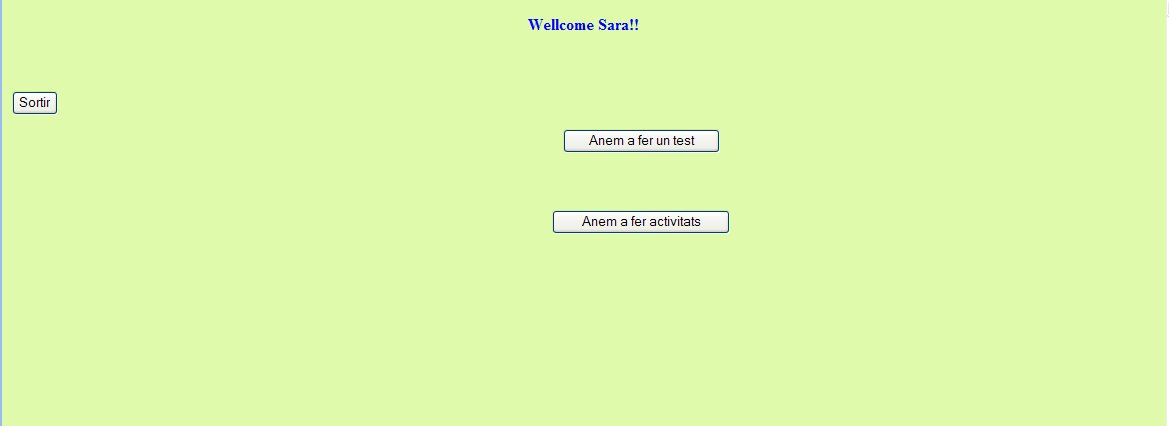 Wellcome Sara!!
Sortir
Anem a fer un test
Anem a fer activitats